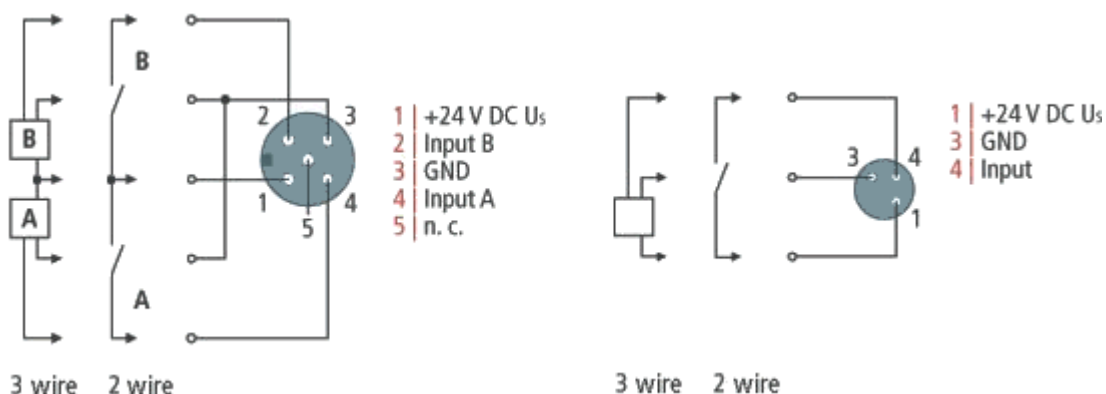 B
B
A
A
2
3
1
4
5
1 | +24 V DC Us
2 | Input B
3 | GND
4 | Input A
5 | n. c.
3 wire 2 wire
3
4
1
1 | +24 V DC Us
3 | GND
4 | Input
3 wire 2 wire